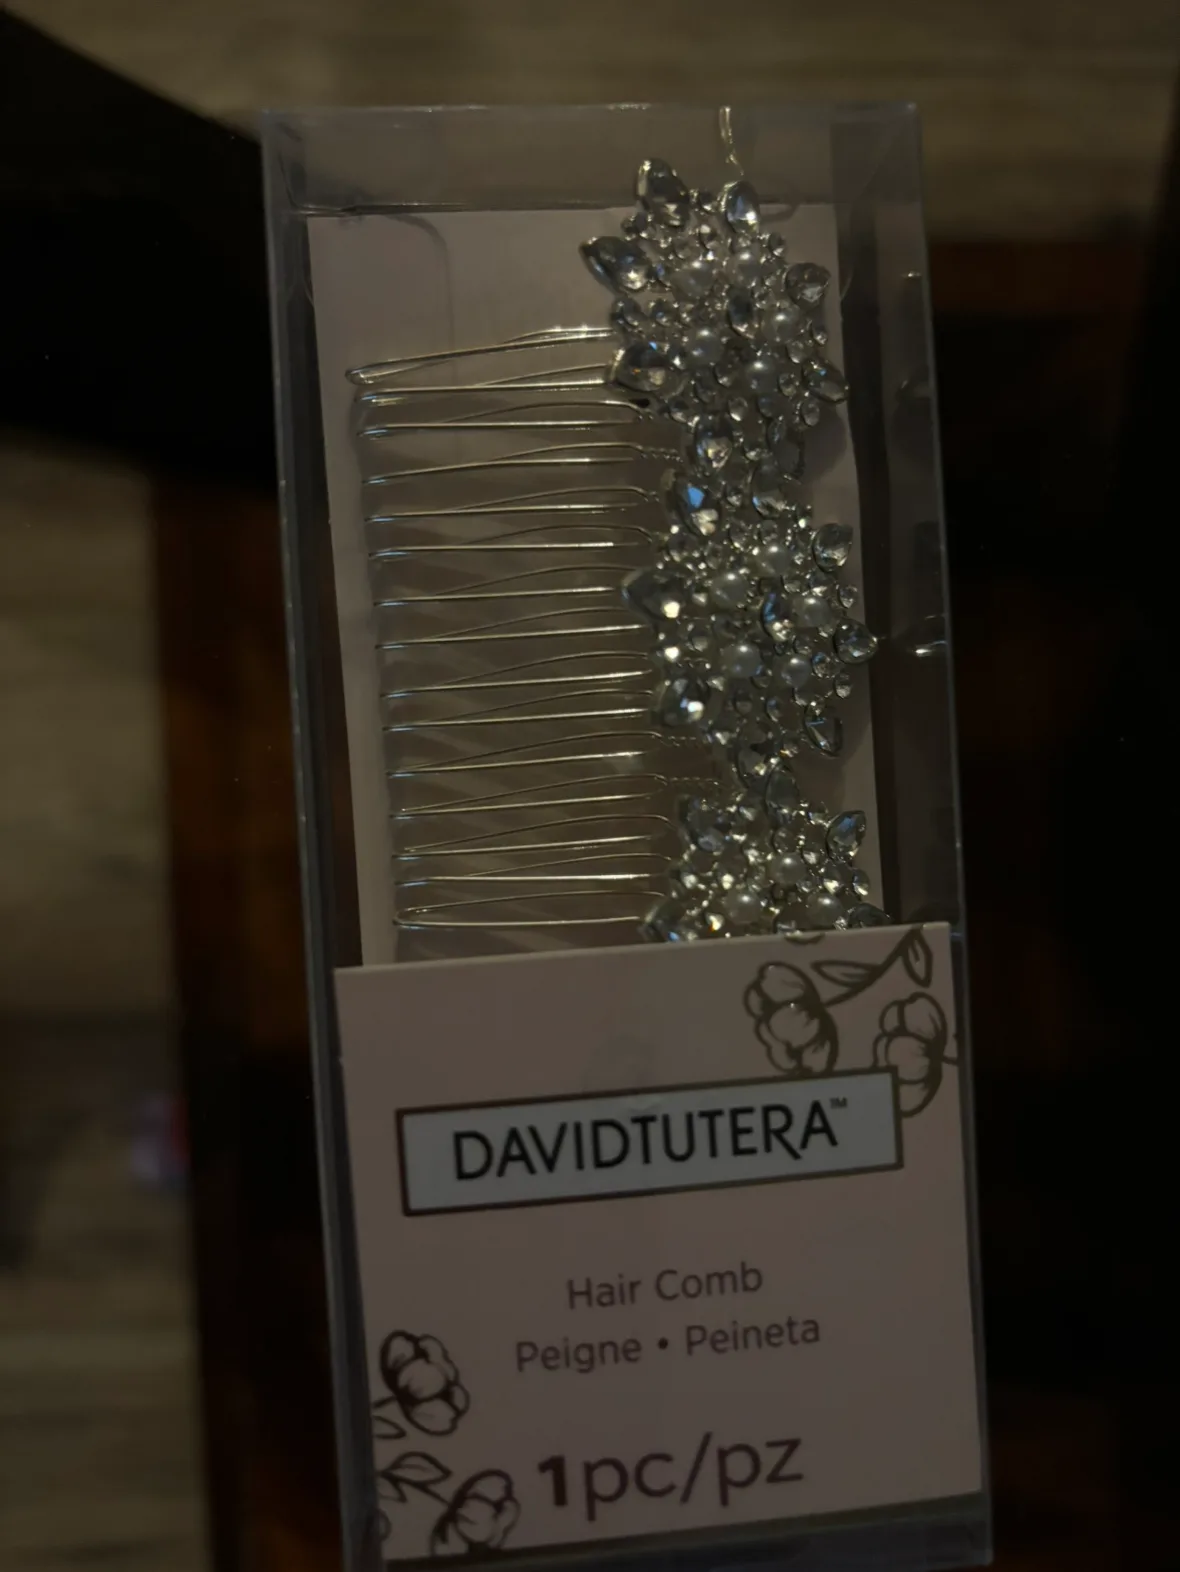 DAVIDTUTERA™
Hair Comb
Peigne • Peineta
1pc/pz